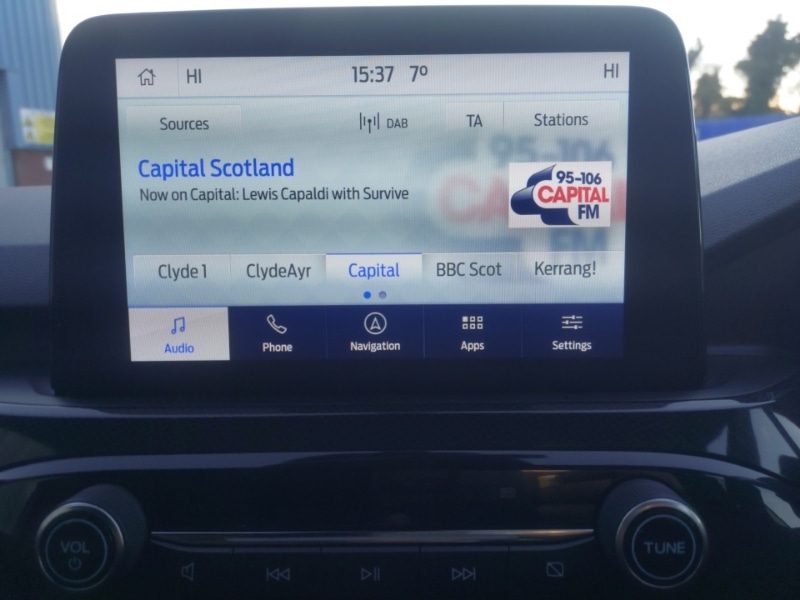 HI 15:37 7º HI
Sources DAB TA Stations
Capital Scotland
Now on Capital: Lewis Capaldi with Survive
95-106
CAPITAL
FM
Clyde 1 ClydeAyr Capital BBC Scot Kerrang!
Audio Phone Navigation Apps Settings
VOL TUNE